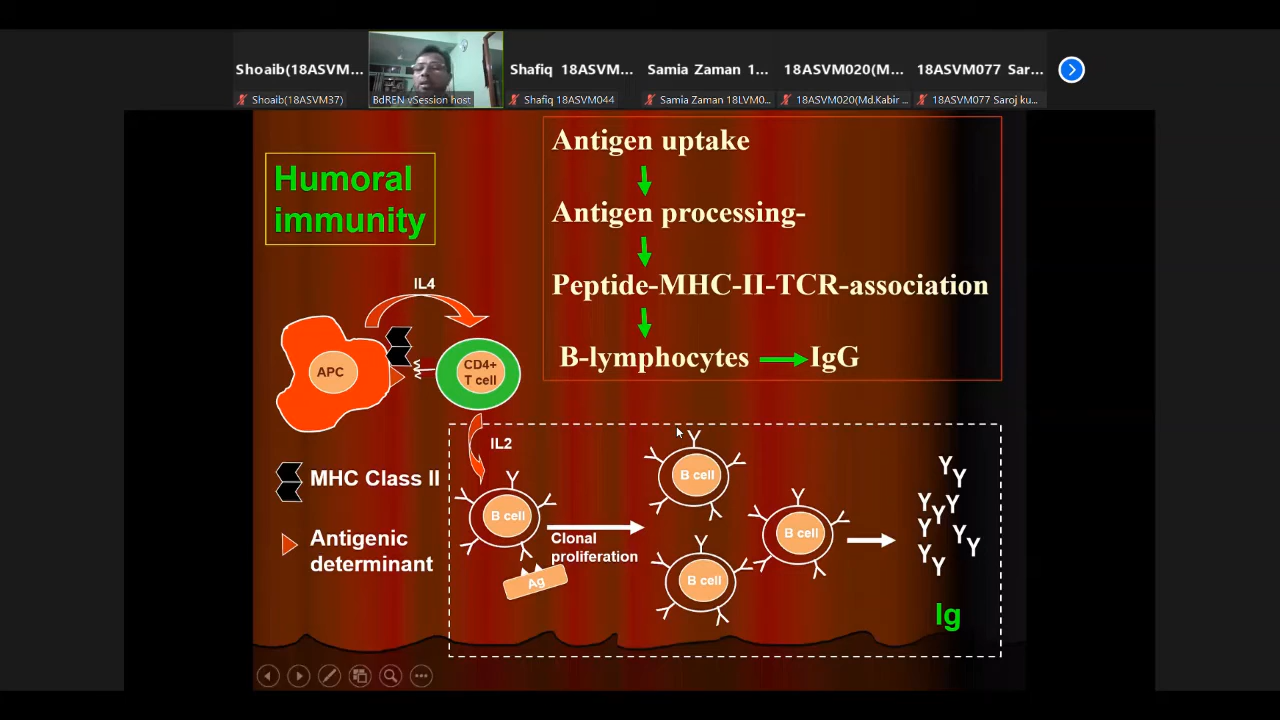 Shoaib(18ASVM...
Shafiq 18ASVM...
Samia Zaman 1...
18ASVM020(M...
18ASVM077 Sar...
Shoaib(18ASVM37)
BdREN vSession host
Shafiq 18ASVM044
Samia Zaman 18LVM0...
18ASVM020(Md.Kabir ...
18ASVM077 Saroj ku...
Humoral
immunity
Antigen uptake
Antigen processing-
Peptide-MHC-II-TCR-association
B-lymphocytes
IgG
IL4
APC
CD4+
T cell
IL2
MHC Class II
Antigenic
determinant
B cell
Ag
Clonal
proliferation
B cell
B cell
B cell
Y
Y
Y
Y
Y
Y
Y
Y
Y
Y
Y
Ig